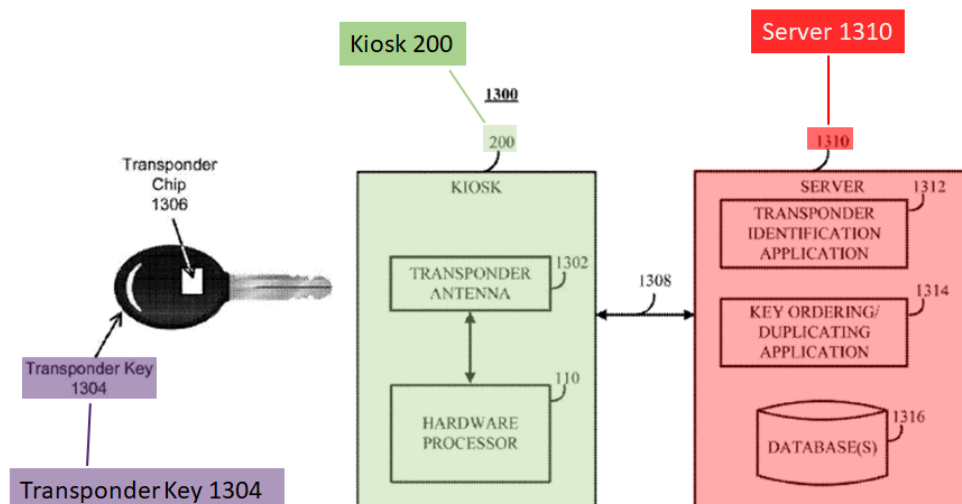 Kiosk 200
Server 1310
1300
200
1310
Transponder
Chip
1306
KIOSK
SERVER
1312
TRANSPONDER
IDENTIFICATION
APPLICATION
1302
TRANSPONDER
ANTENNA
1308
1314
KEY ORDERING/
DUPLICATING
APPLICATION
Transponder Key
1304
110
HARDWARE
PROCESSOR
1316
DATABASE(S)
Transponder Key 1304